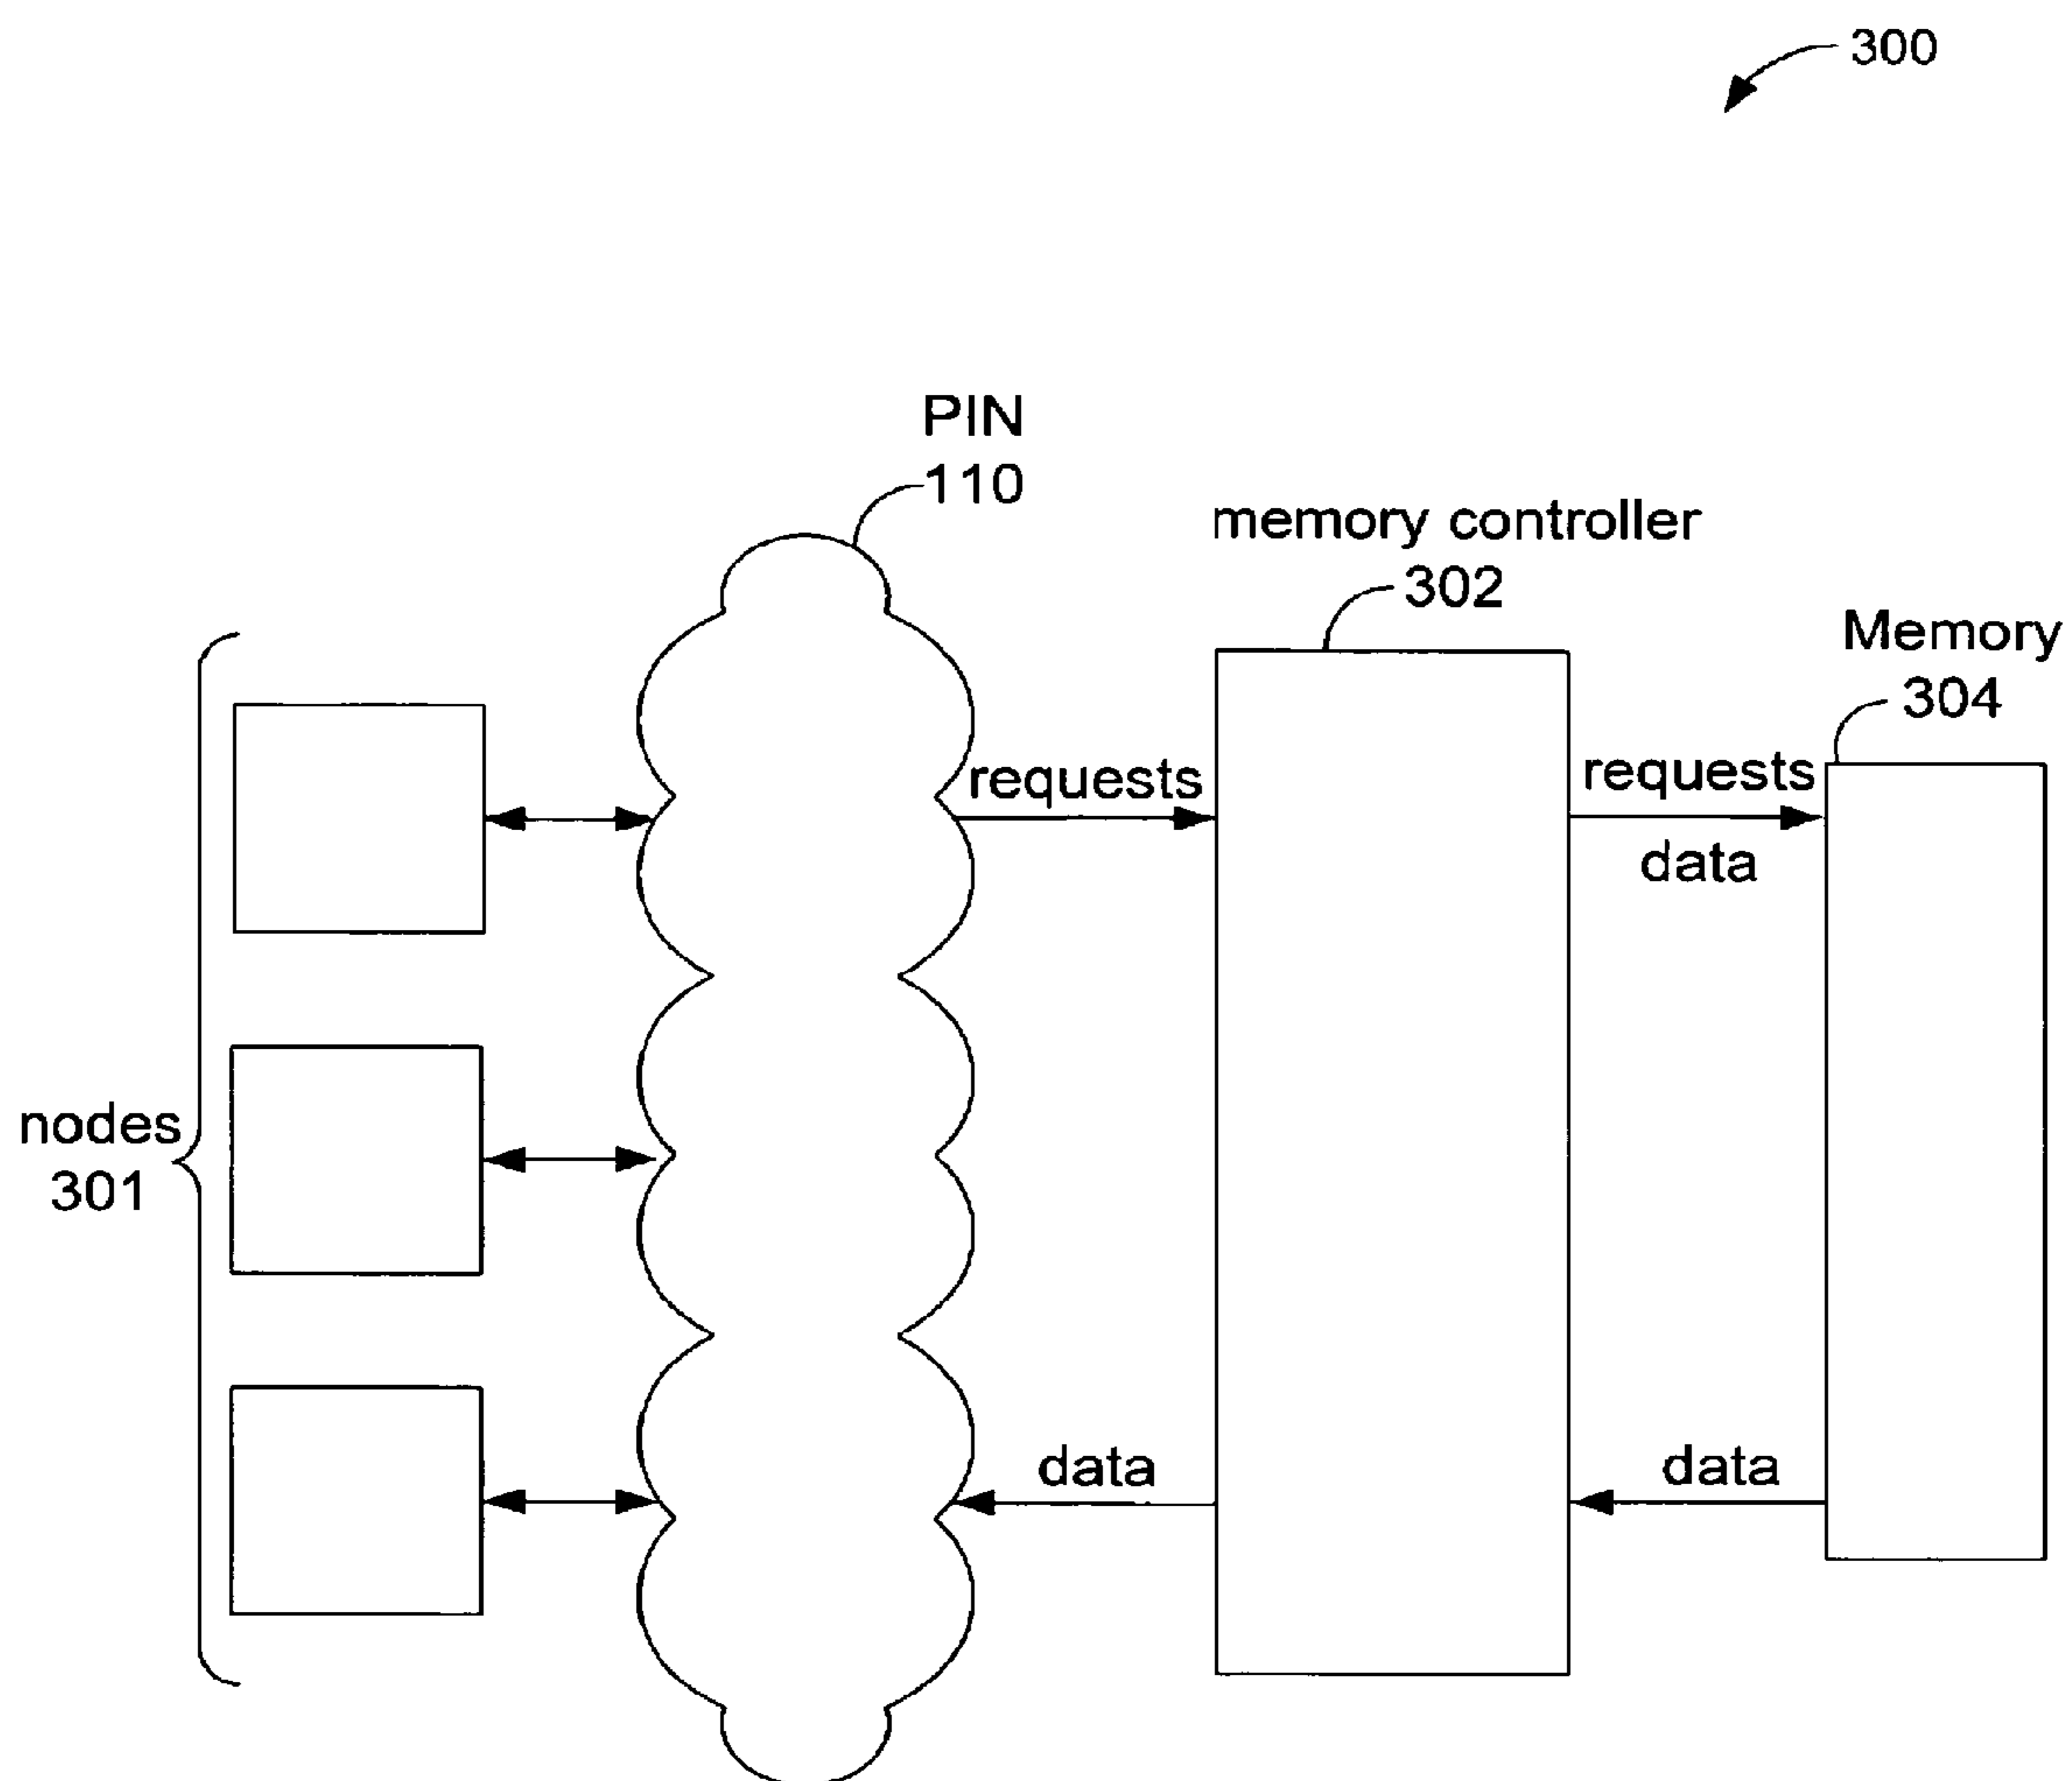 300
PIN
110
memory controller
302
Memory
304
requests
requests
data
nodes
301
data
data